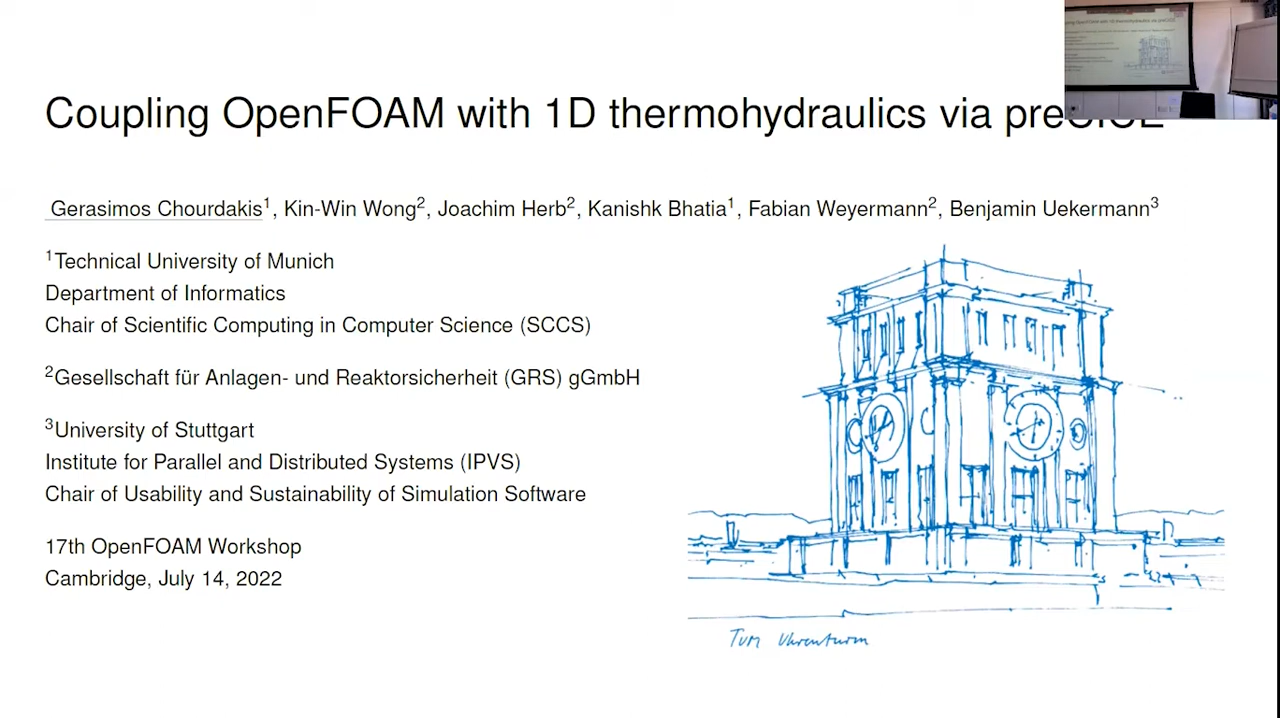 Coupling OpenFOAM with 1D thermohydraulics via preCICE
Gerasimos Chourdakis¹, Kin-Win Wong², Joachim Herb², Kanishk Bhatia¹, Fabian Weyermann², Benjamin Uekermann³
¹Technical University of Munich
Department of Informatics
Chair of Scientific Computing in Computer Science (SCCS)
²Gesellschaft für Anlagen- und Reaktorsicherheit (GRS) gGmbH
³University of Stuttgart
Institute for Parallel and Distributed Systems (IPVS)
Chair of Usability and Sustainability of Simulation Software
17th OpenFOAM Workshop
Cambridge, July 14, 2022
TUM Uhrenturm